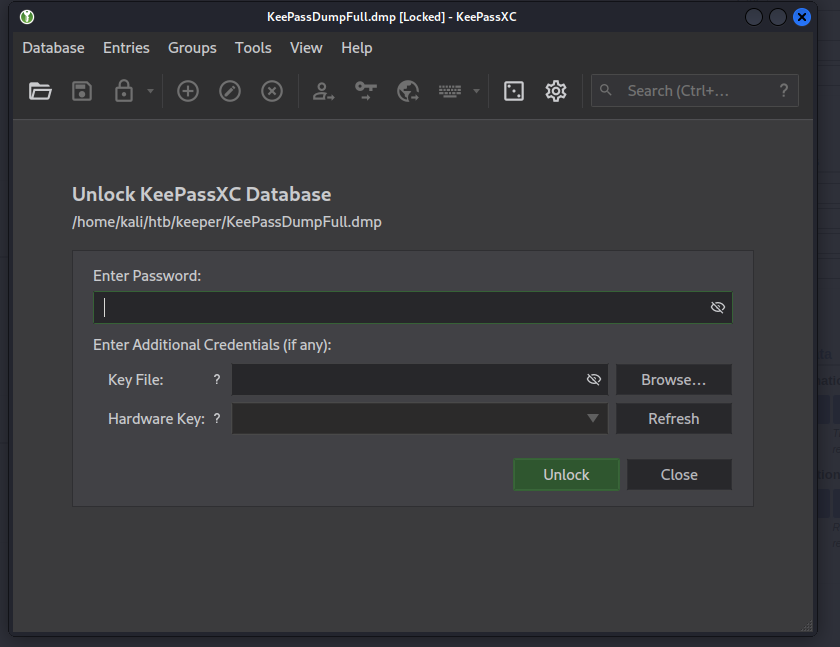 KeePassDumpFull.dmp [Locked] - KeePassXC
Database Entries Groups Tools View Help
Search (Ctrl+... ?
Unlock KeePassXC Database
/home/kali/htb/keeper/KeePassDumpFull.dmp
Enter Password:
Enter Additional Credentials (if any):
Key File: ? Browse...
Hardware Key: ? Refresh
Unlock Close